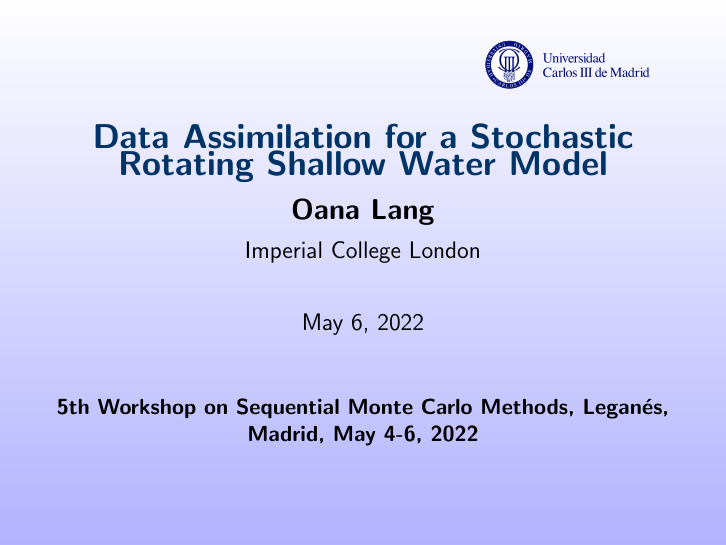 Universidad
Carlos III de Madrid
Data Assimilation for a Stochastic
Rotating Shallow Water Model
Oana Lang
Imperial College London
May 6, 2022
5th Workshop on Sequential Monte Carlo Methods, Leganés,
Madrid, May 4-6, 2022